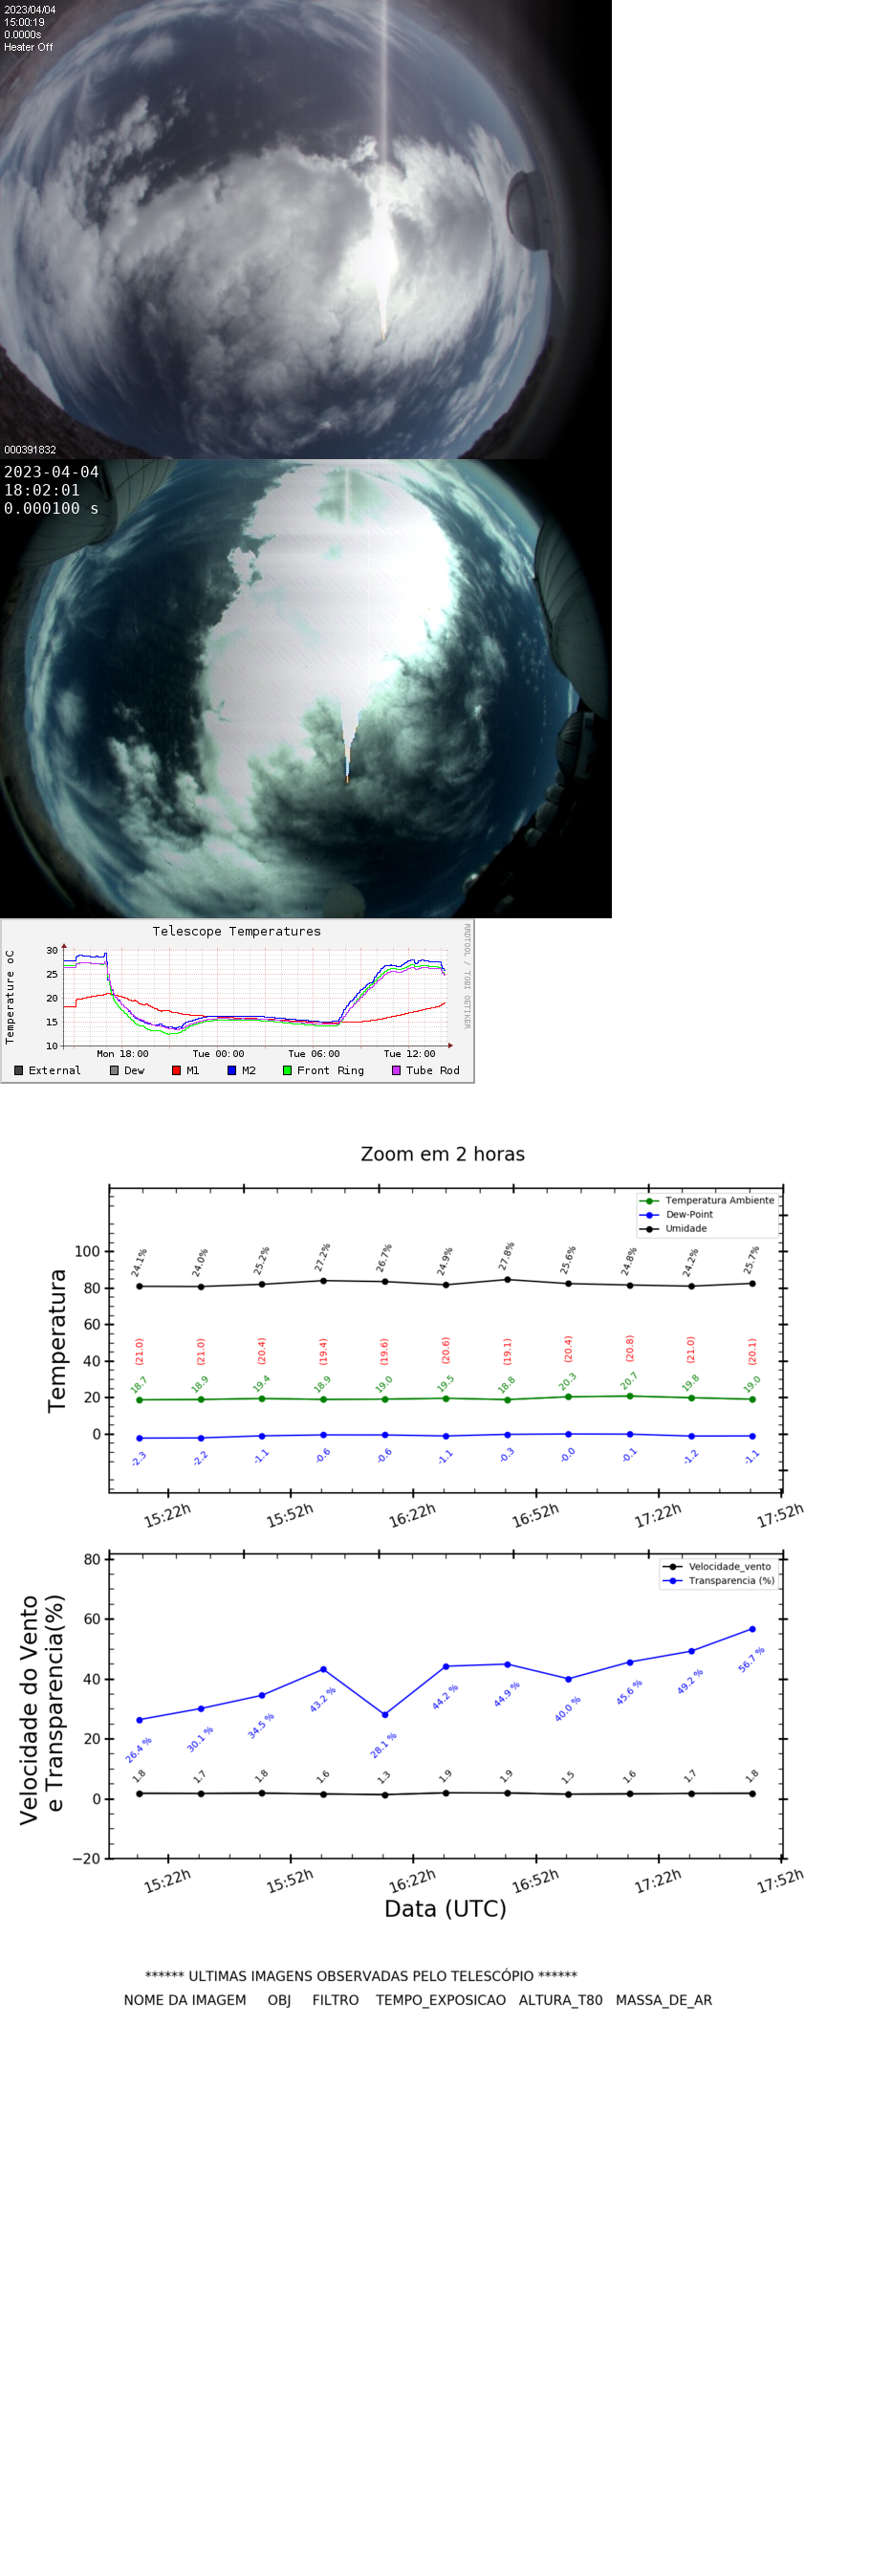 2023/04/04
15:00:19
0.0000s
Heater Off
000391832
2023-04-04
18:02:01
0.000100 s
Telescope Temperatures
RRDTOOL / TOBI OETIKER
Temperature oC
30
25
20
15
10
Mon 18:00 Tue 00:00 Tue 06:00 Tue 12:00
External Dew M1 M2 Front Ring Tube Rod
Zoom em 2 horas
Temperatura Ambiente
Dew-Point
Umidade
Temperatura
100
80
60
40
20
0
24.1% 24.0% 25.2% 27.2% 26.7% 24.9% 27.8% 25.6% 24.8% 24.2% 25.7%
(21.0) (21.0) (20.4) (19.4) (19.6) (20.6) (19.1) (20.4) (20.8) (21.0) (20.1)
18.7 18.9 19.4 18.9 19.0 19.5 18.8 20.3 20.7 19.8 19.0
-2.3 -2.2 -1.1 -0.6 -0.6 -1.1 -0.3 -0.0 -0.1 -1.2 -1.1
15:22h 15:52h 16:22h 16:52h 17:22h 17:52h
Velocidade_vento
Transparencia (%)
Velocidade do Vento
e Transparencia(%)
80
60
40
20
0
−20
26.4 % 30.1 % 34.5 % 43.2 % 28.1 % 44.2 % 44.9 % 40.0 % 45.6 % 49.2 % 56.7 %
1.8 1.7 1.8 1.6 1.3 1.9 1.9 1.5 1.6 1.7 1.8
15:22h 15:52h 16:22h 16:52h 17:22h 17:52h
Data (UTC)
****** ULTIMAS IMAGENS OBSERVADAS PELO TELESCÓPIO ******
NOME DA IMAGEM OBJ FILTRO TEMPO_EXPOSICAO ALTURA_T80 MASSA_DE_AR